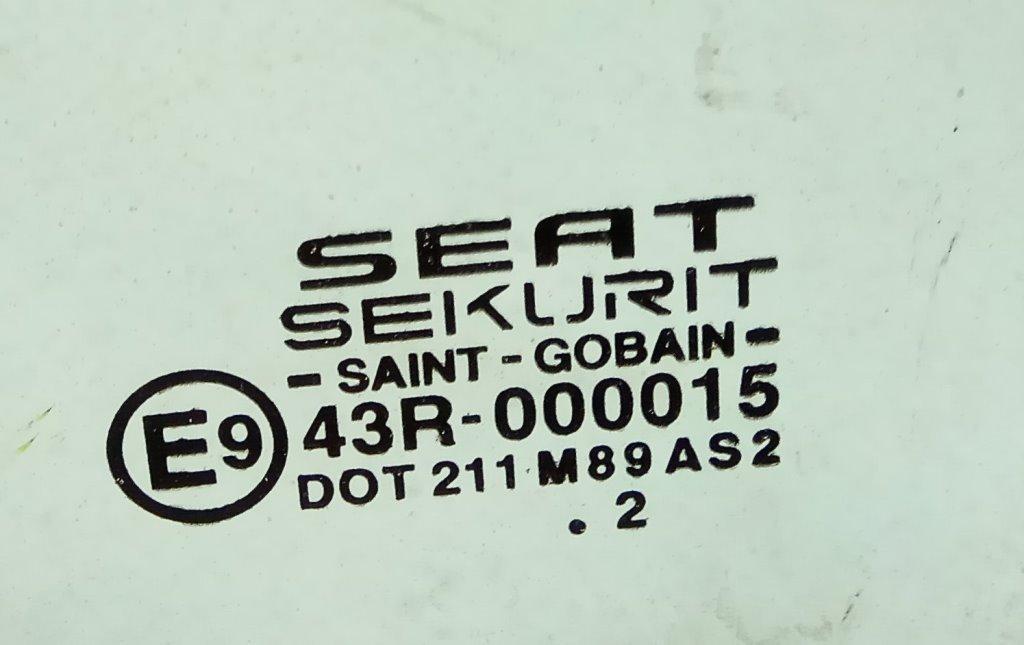 SEAT
SEKURIT
- SAINT - GOBAIN -
E9 43R-000015
DOT 211 M89 AS2
. 2